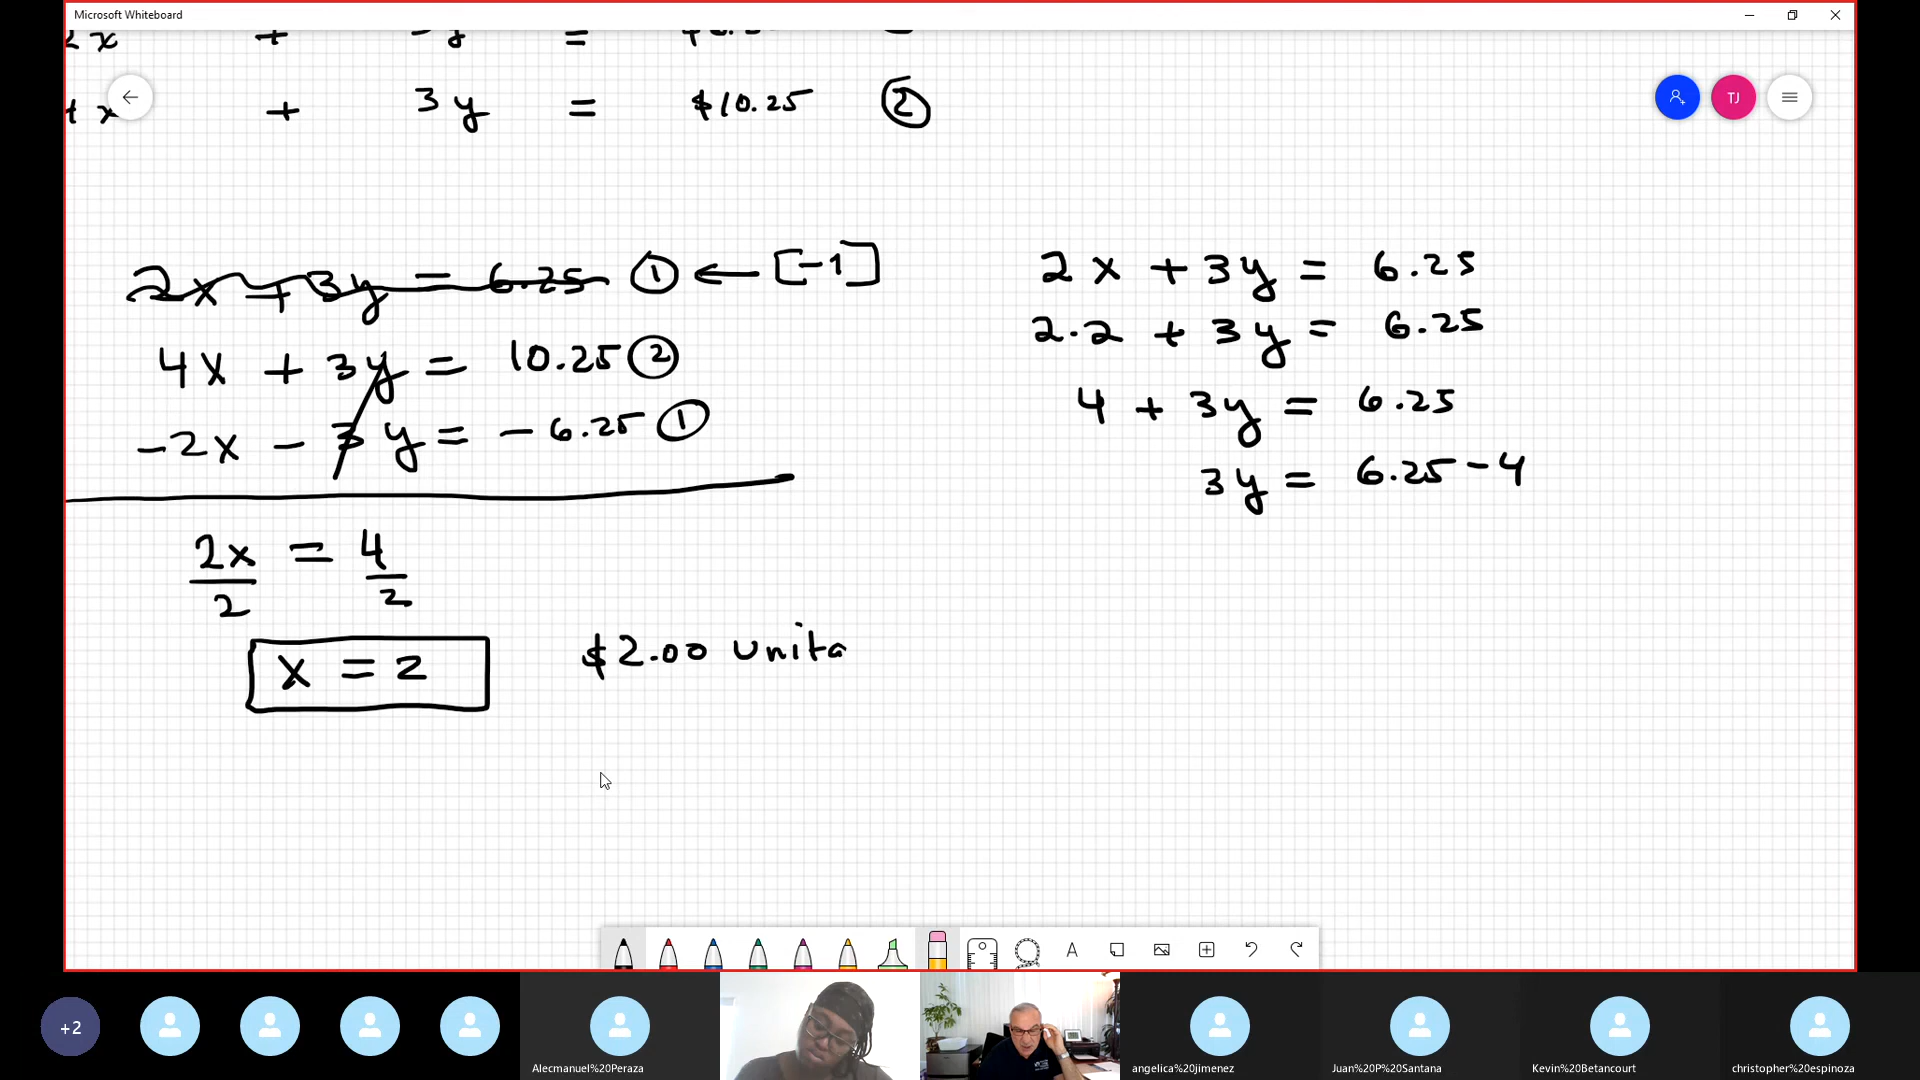 Microsoft Whiteboard
2x + y =
4x + 3y = $10.25 2
TJ
2x + 3y = 6.25 1 ← [-1]
4x + 3y = 10.25 2
-2x - 3y = -6.25 1
2x = 4
2 2
x = 2
$2.00 unita
2x + 3y = 6.25
2.2 + 3y = 6.25
4 + 3y = 6.25
3y = 6.25 - 4
A
+2
Alecmanuel%20Peraza
angelica%20jimenez
Juan%20P%20Santana
Kevin%20Betancourt
christopher%20espinoza